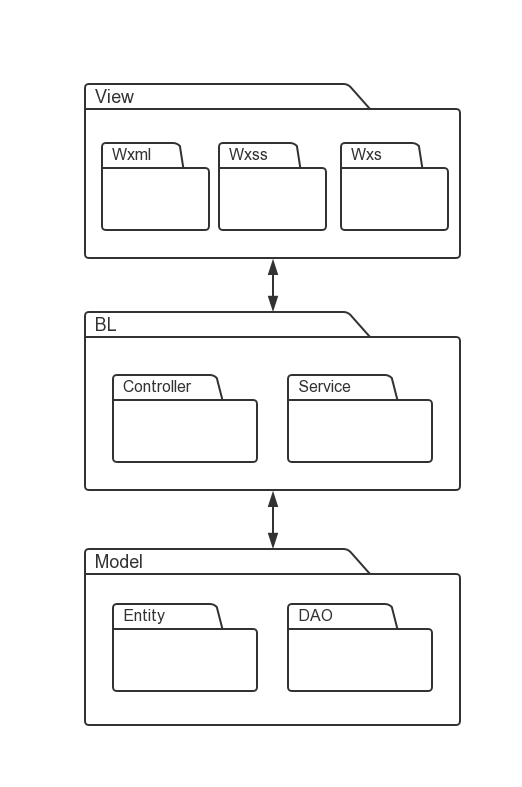 View
Wxml
Wxss
Wxs
BL
Controller
Service
Model
Entity
DAO